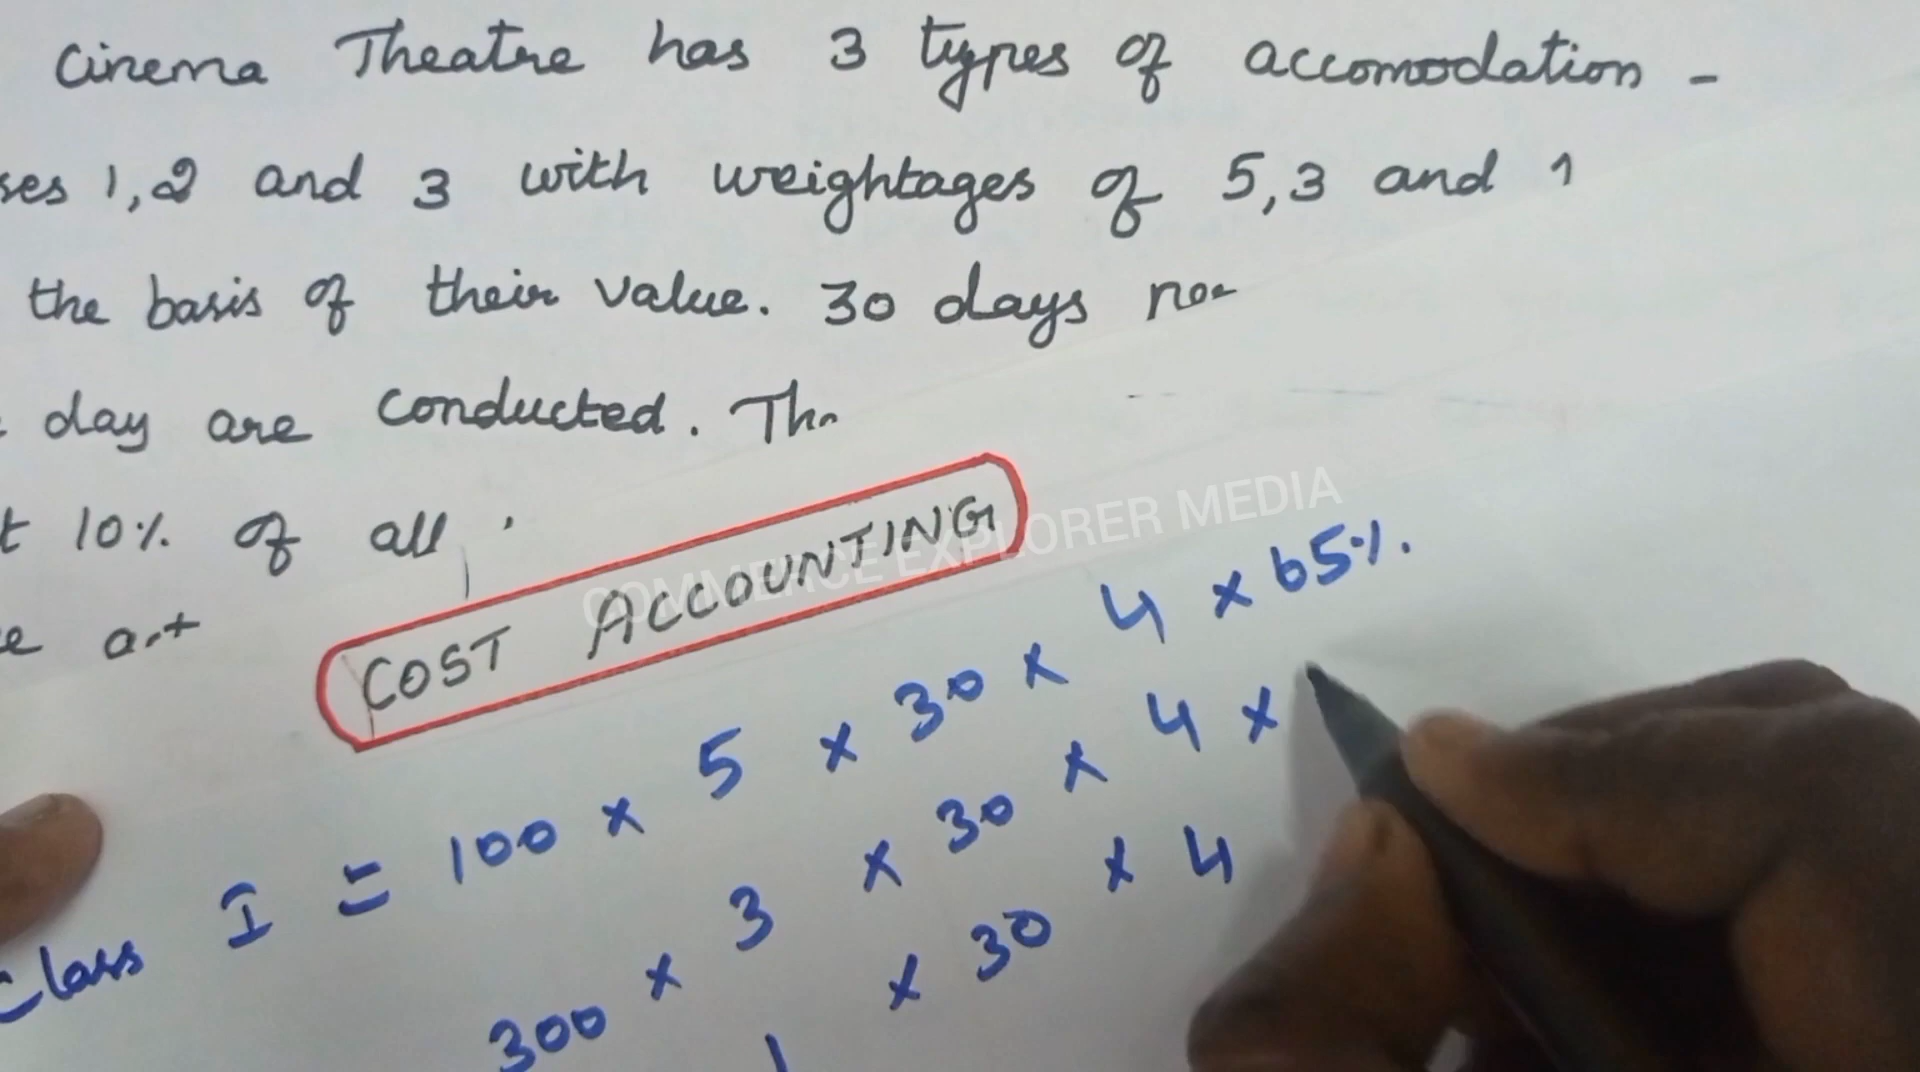 Cinema Theatre has 3 types of accomodation -
ses 1, 2 and 3 with weightages of 5, 3 and 1
the basis of their value. 30 days
day are conducted.
t 10% of all
COST ACCOUNTING
COMMERCE EXPLORER MEDIA
Class I = 100 x 5 x 30 x 4 x 65%.
300 x 3 x 30 x 4 x
1 x 30 x 4